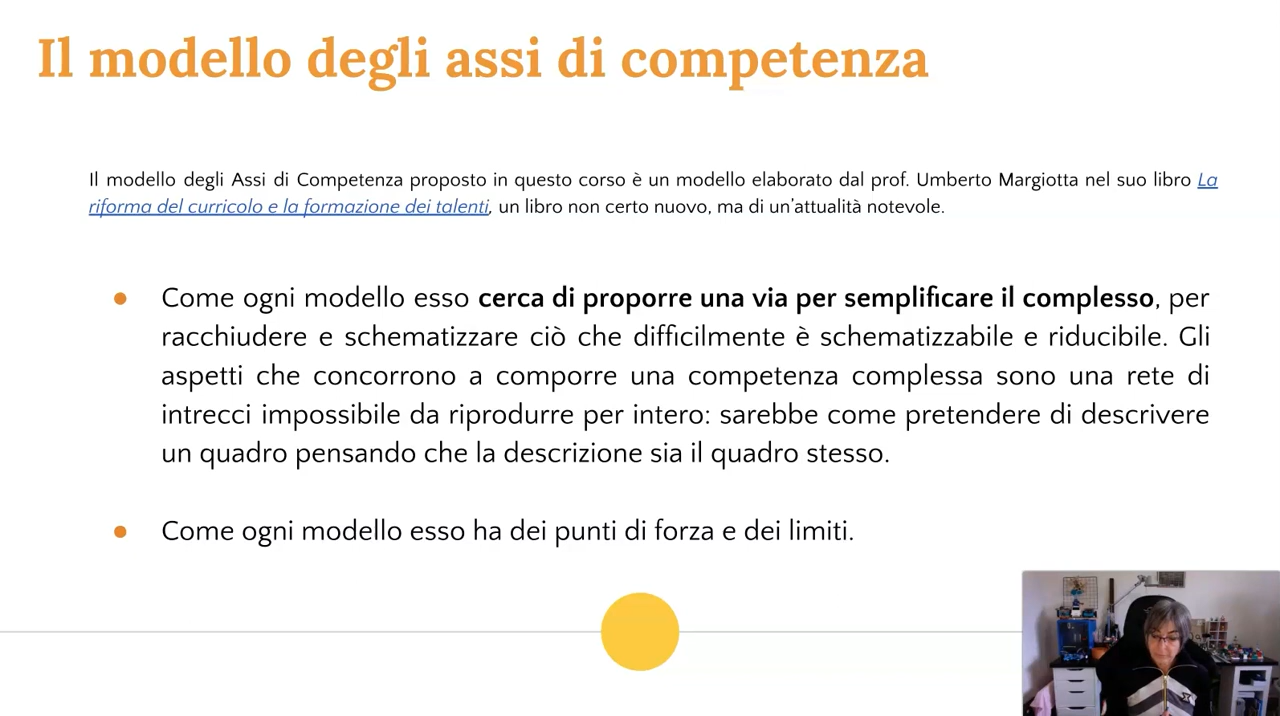 Il modello degli assi di competenza
Il modello degli Assi di Competenza proposto in questo corso è un modello elaborato dal prof. Umberto Margiotta nel suo libro La
riforma del curricolo e la formazione dei talenti, un libro non certo nuovo, ma di un'attualità notevole.
● Come ogni modello esso cerca di proporre una via per semplificare il complesso, per
racchiudere e schematizzare ciò che difficilmente è schematizzabile e riducibile. Gli
aspetti che concorrono a comporre una competenza complessa sono una rete di
intrecci impossibile da riprodurre per intero: sarebbe come pretendere di descrivere
un quadro pensando che la descrizione sia il quadro stesso.
● Come ogni modello esso ha dei punti di forza e dei limiti.